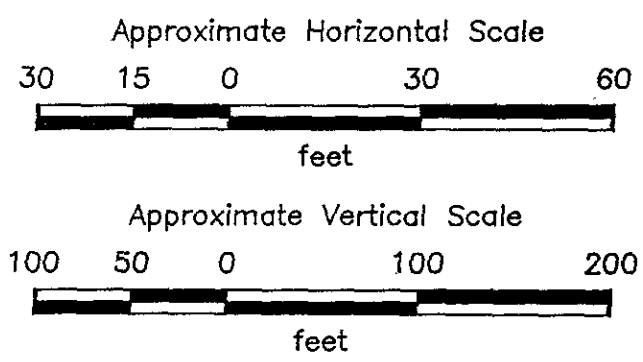 Approximate Horizontal Scale
30 15 0 30 60
feet
Approximate Vertical Scale
100 50 0 100 200
feet